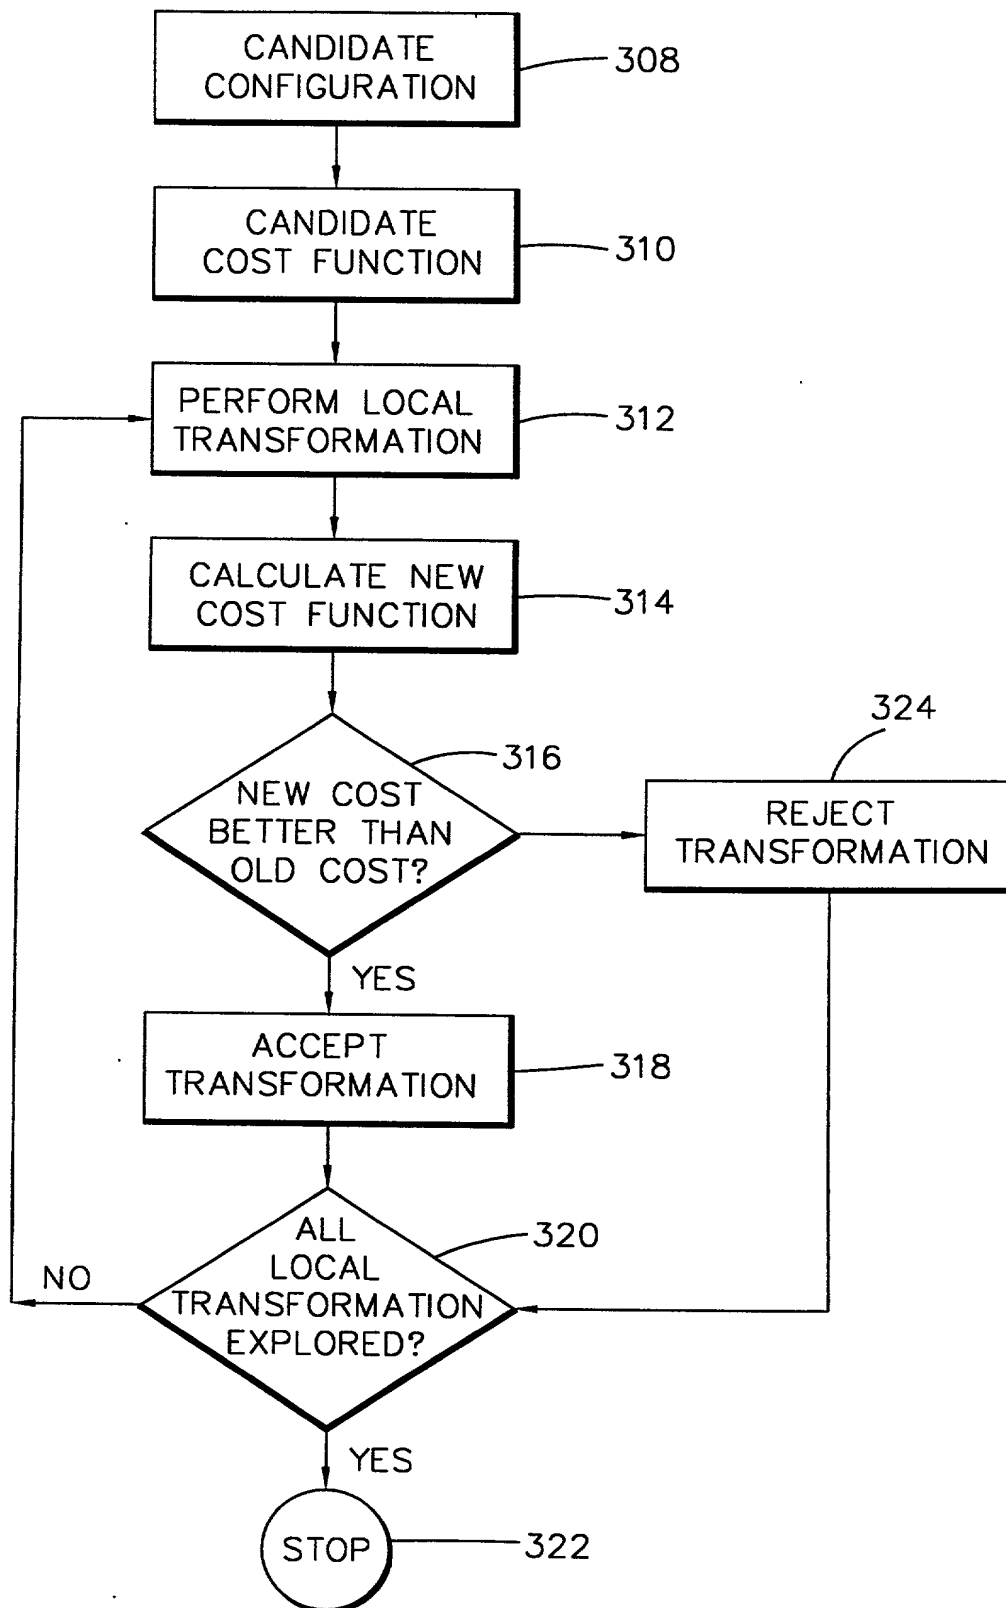 CANDIDATE
CONFIGURATION
308
CANDIDATE
COST FUNCTION
310
PERFORM LOCAL
TRANSFORMATION
312
CALCULATE NEW
COST FUNCTION
314
316
NEW COST
BETTER THAN
OLD COST?
324
REJECT
TRANSFORMATION
YES
ACCEPT
TRANSFORMATION
318
320
ALL
LOCAL
TRANSFORMATION
EXPLORED?
NO
YES
STOP
322